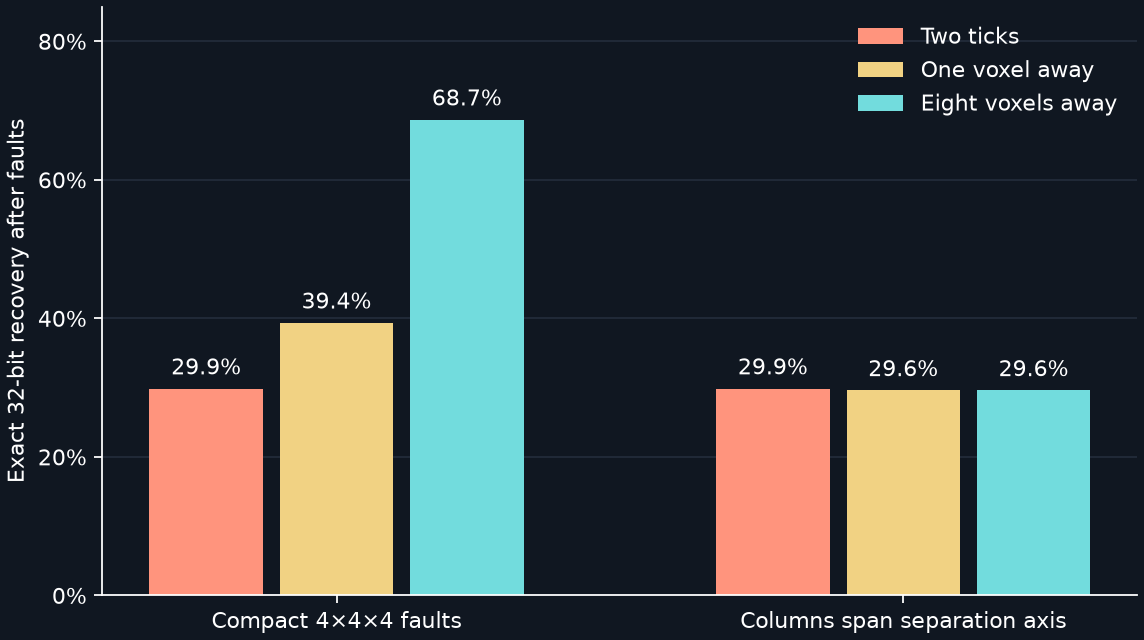 Exact 32-bit recovery after faults
80%
60%
40%
20%
0%
Two ticks
One voxel away
Eight voxels away
29.9%
39.4%
68.7%
29.9%
29.6%
29.6%
Compact 4×4×4 faults
Columns span separation axis